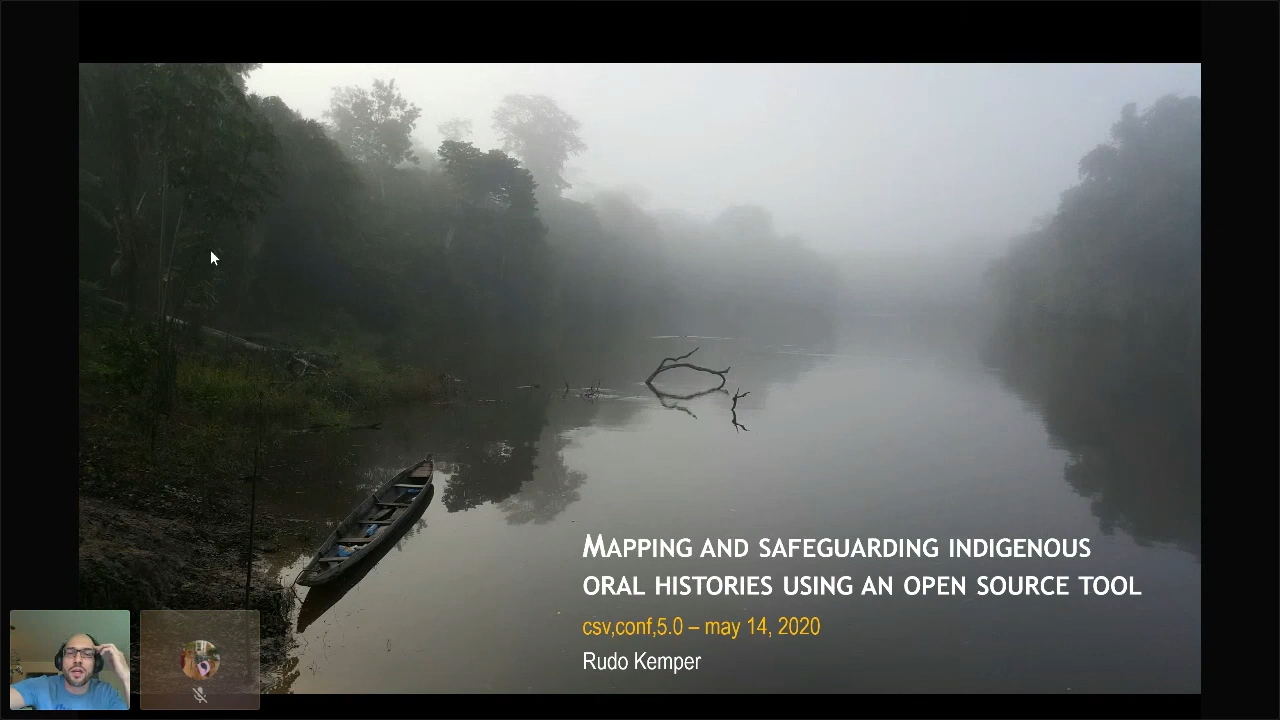 Mapping and safeguarding indigenous
oral histories using an open source tool
csv,conf,5.0 – may 14, 2020
Rudo Kemper